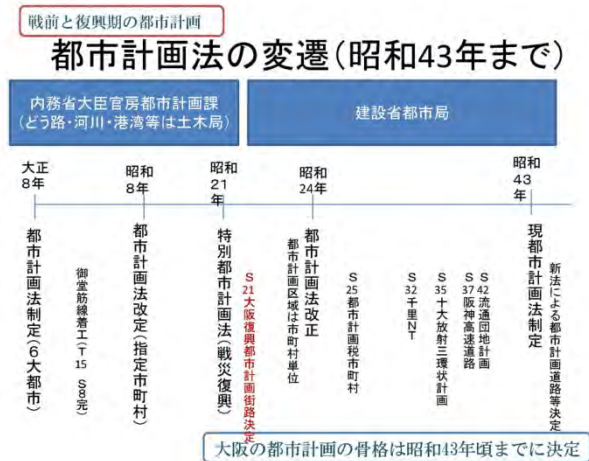 戦前と復興期の都市計画
都市計画法の変遷(昭和43年まで)
内務省大臣官房都市計画課
(どう路・河川・港湾等は土木局)
建設省都市局
大正
8年
昭和
8年
昭和
21
年
昭和
24年
昭和
43
年
都市計画法制定(6大都市)
御堂筋線着工(T15 S8完)
都市計画法改定(指定市町村)
特別都市計画法(戦災復興)
S21大阪復興都市計画街路決定
都市計画区域は市町村単位
都市計画法改正
S25都市計画税市町村
S32千里NT
S35十大放射三環状計画
S37阪神高速道路
S42流通団地計画
現都市計画法制定
新法による都市計画道路等決定
大阪の都市計画の骨格は昭和43年頃までに決定